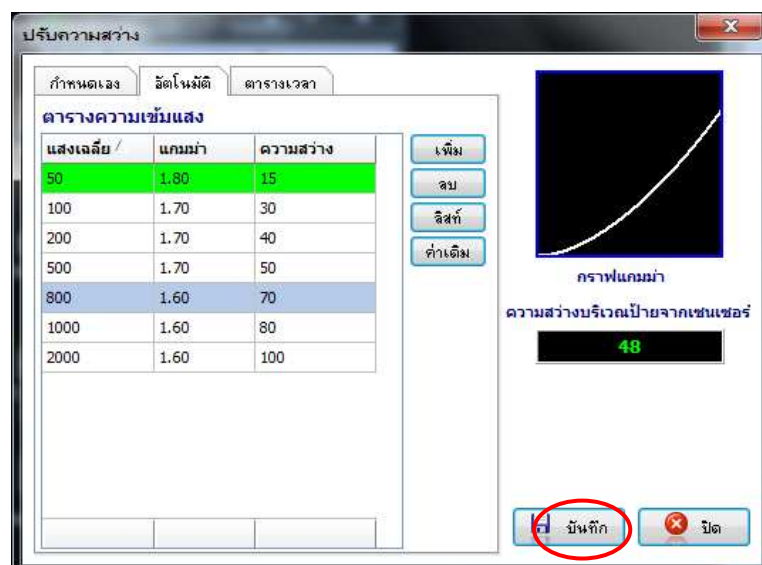 ปรับความสว่าง
กำหนดเอง อัตโนมัติ ตารางเวลา
ตารางความเข้มแสง
แสงเฉลี่ย / แกมม่า ความสว่าง
50 1.80 15
100 1.70 30
200 1.70 40
500 1.70 50
800 1.60 70
1000 1.60 80
2000 1.60 100
เพิ่ม
ลบ
ลิสท์
ค่าเดิม
กราฟแกมม่า
ความสว่างบริเวณป้ายจากเซนเซอร์
48
บันทึก ปิด